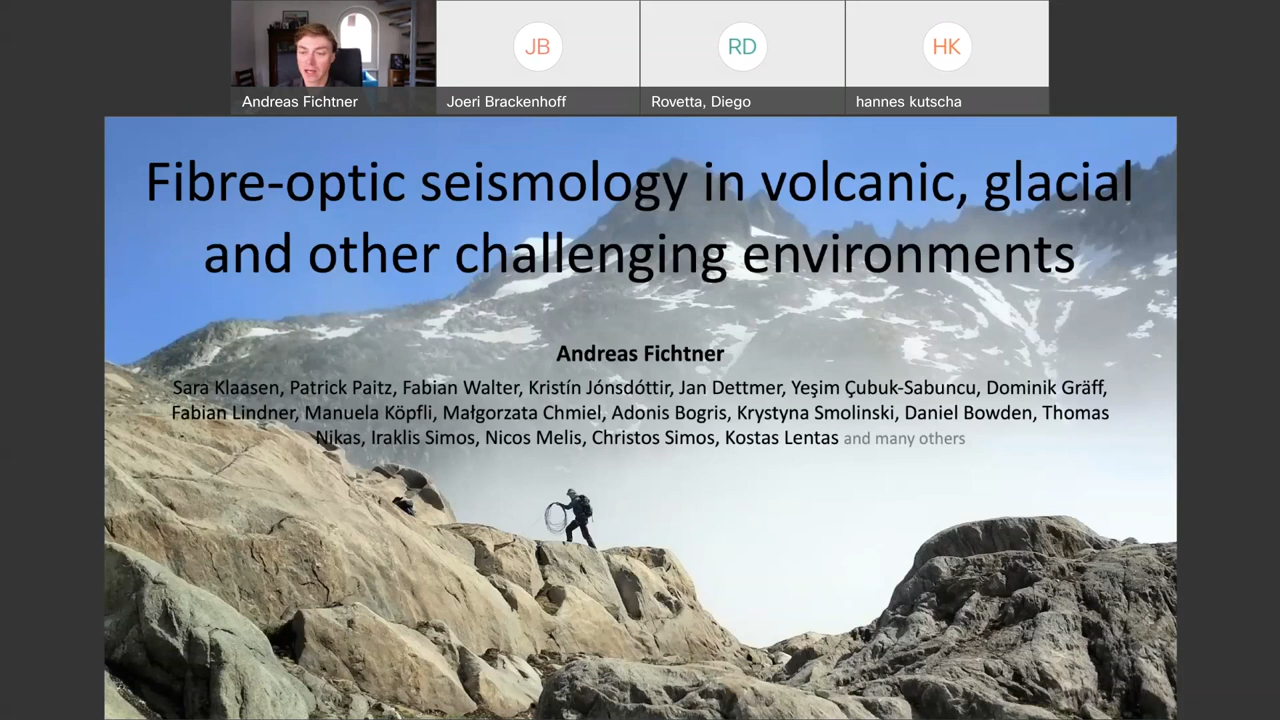 JB
RD
HK
Andreas Fichtner
Joeri Brackenhoff
Rovetta, Diego
hannes kutscha
Fibre-optic seismology in volcanic, glacial
and other challenging environments
Andreas Fichtner
Sara Klaasen, Patrick Paitz, Fabian Walter, Kristín Jónsdóttir, Jan Dettmer, Yeşim Çubuk-Sabuncu, Dominik Gräff,
Fabian Lindner, Manuela Köpfli, Małgorzata Chmiel, Adonis Bogris, Krystyna Smolinski, Daniel Bowden, Thomas
Nikas, Iraklis Simos, Nicos Melis, Christos Simos, Kostas Lentas and many others